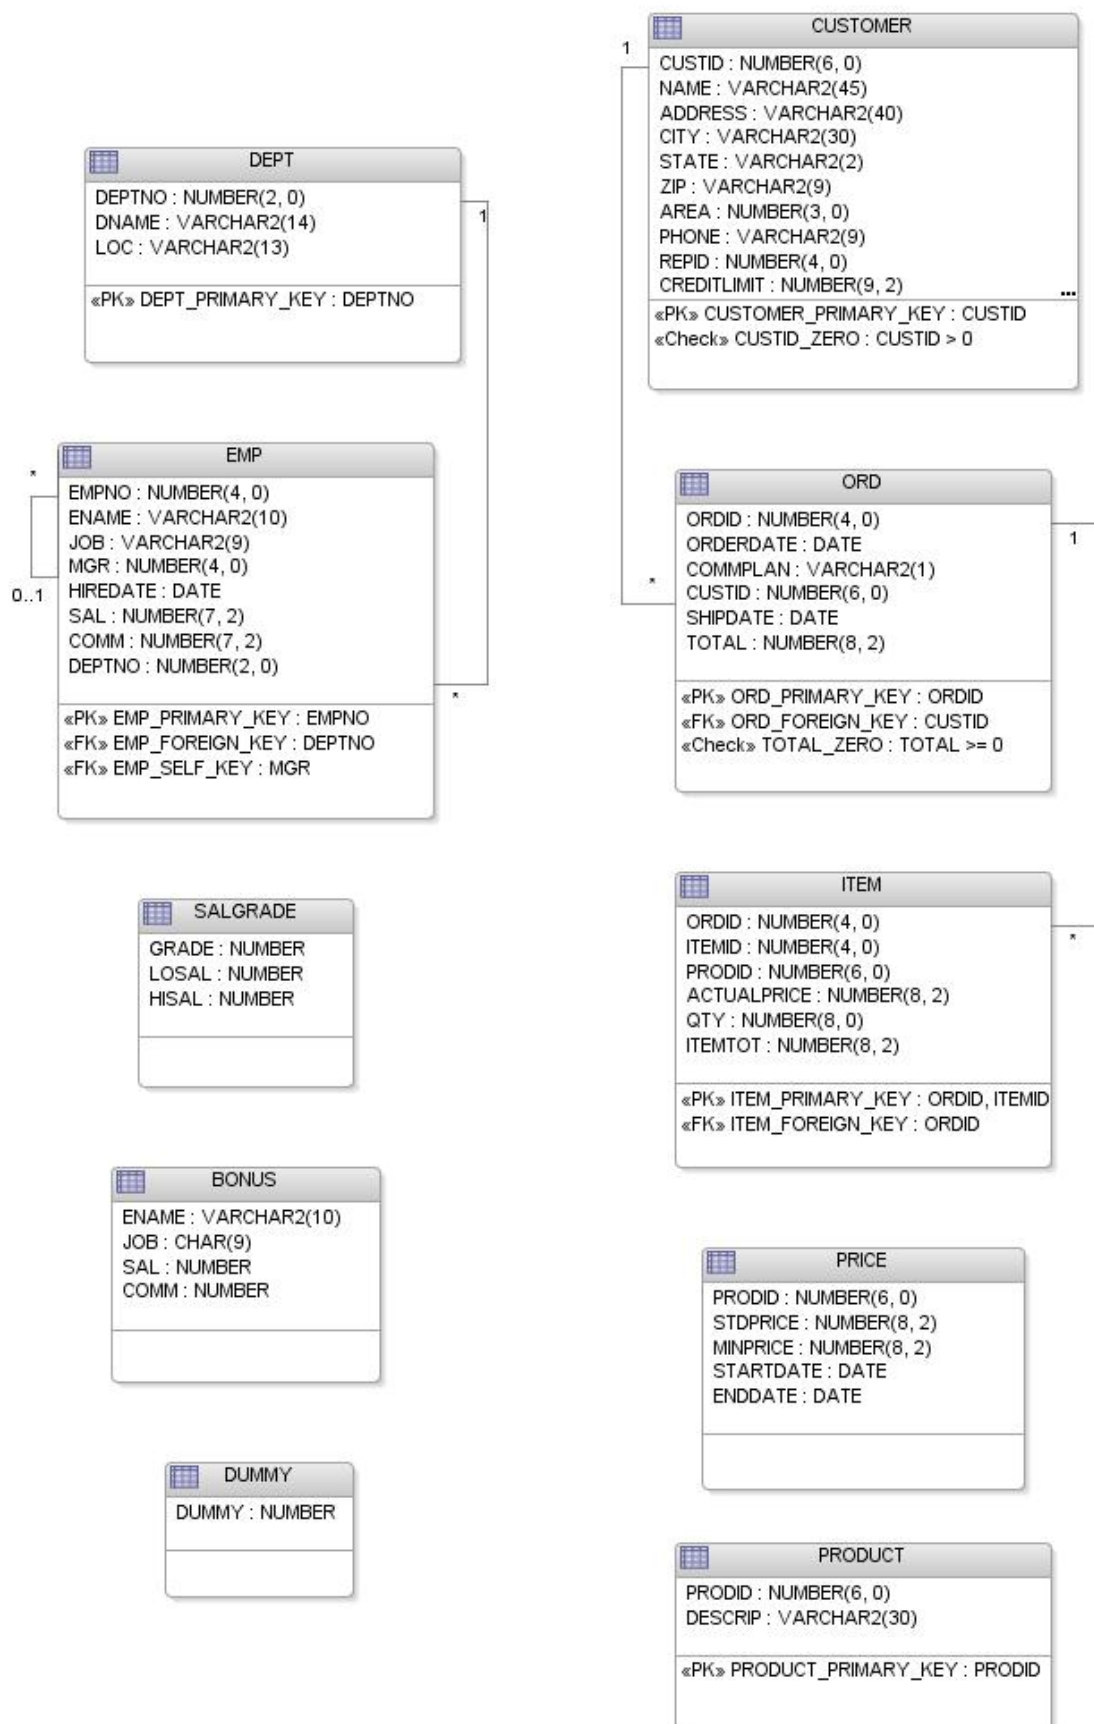 DEPT
DEPTNO : NUMBER(2, 0)
DNAME : VARCHAR2(14)
LOC : VARCHAR2(13)
«PK» DEPT_PRIMARY_KEY : DEPTNO
1
*
EMP
EMPNO : NUMBER(4, 0)
ENAME : VARCHAR2(10)
JOB : VARCHAR2(9)
MGR : NUMBER(4, 0)
HIREDATE : DATE
SAL : NUMBER(7, 2)
COMM : NUMBER(7, 2)
DEPTNO : NUMBER(2, 0)
«PK» EMP_PRIMARY_KEY : EMPNO
«FK» EMP_FOREIGN_KEY : DEPTNO
«FK» EMP_SELF_KEY : MGR
*
0..1
SALGRADE
GRADE : NUMBER
LOSAL : NUMBER
HISAL : NUMBER
BONUS
ENAME : VARCHAR2(10)
JOB : CHAR(9)
SAL : NUMBER
COMM : NUMBER
DUMMY
DUMMY : NUMBER
1
CUSTOMER
CUSTID : NUMBER(6, 0)
NAME : VARCHAR2(45)
ADDRESS : VARCHAR2(40)
CITY : VARCHAR2(30)
STATE : VARCHAR2(2)
ZIP : VARCHAR2(9)
AREA : NUMBER(3, 0)
PHONE : VARCHAR2(9)
REPID : NUMBER(4, 0)
CREDITLIMIT : NUMBER(9, 2)
...
«PK» CUSTOMER_PRIMARY_KEY : CUSTID
«Check» CUSTID_ZERO : CUSTID > 0
*
ORD
ORDID : NUMBER(4, 0)
ORDERDATE : DATE
COMMPLAN : VARCHAR2(1)
CUSTID : NUMBER(6, 0)
SHIPDATE : DATE
TOTAL : NUMBER(8, 2)
«PK» ORD_PRIMARY_KEY : ORDID
«FK» ORD_FOREIGN_KEY : CUSTID
«Check» TOTAL_ZERO : TOTAL >= 0
1
ITEM
ORDID : NUMBER(4, 0)
ITEMID : NUMBER(4, 0)
PRODID : NUMBER(6, 0)
ACTUALPRICE : NUMBER(8, 2)
QTY : NUMBER(8, 0)
ITEMTOT : NUMBER(8, 2)
«PK» ITEM_PRIMARY_KEY : ORDID, ITEMID
«FK» ITEM_FOREIGN_KEY : ORDID
*
PRICE
PRODID : NUMBER(6, 0)
STDPRICE : NUMBER(8, 2)
MINPRICE : NUMBER(8, 2)
STARTDATE : DATE
ENDDATE : DATE
PRODUCT
PRODID : NUMBER(6, 0)
DESCRIP : VARCHAR2(30)
«PK» PRODUCT_PRIMARY_KEY : PRODID